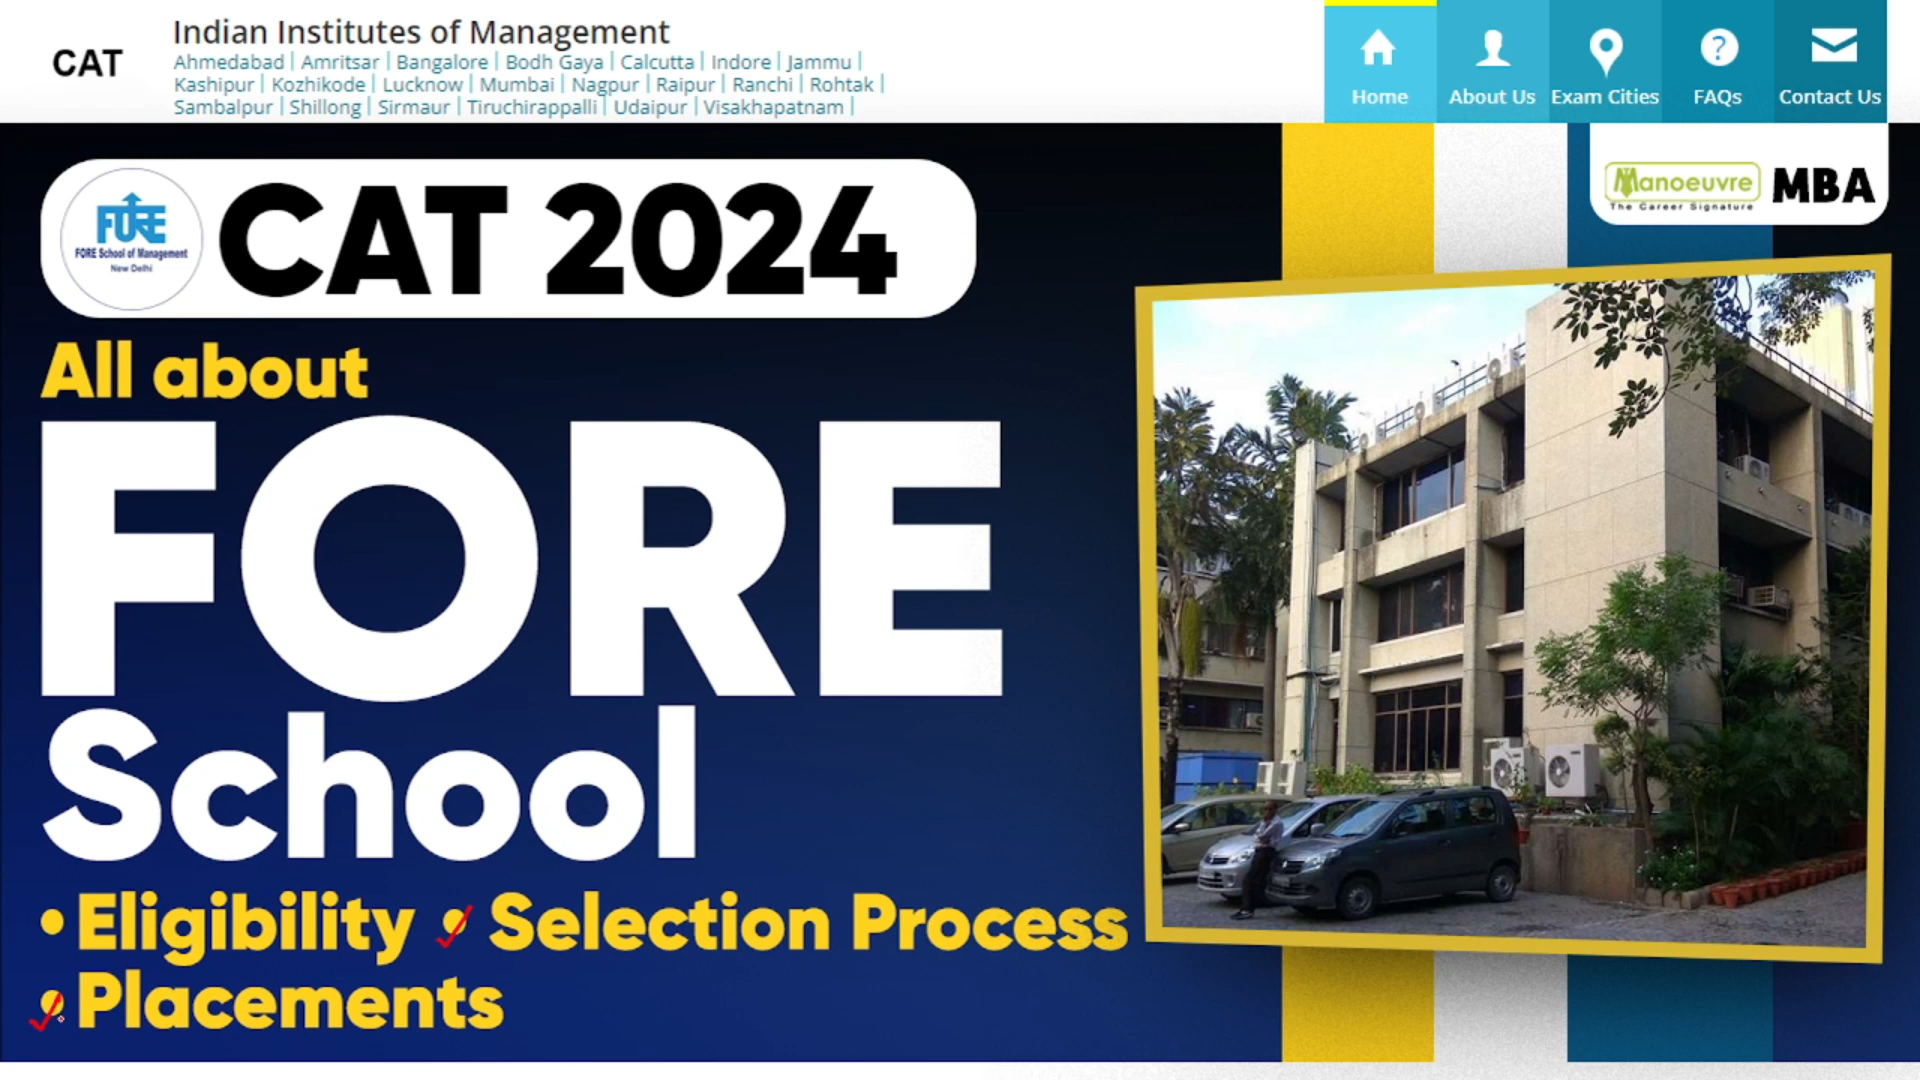 CAT
Indian Institutes of Management
Ahmedabad | Amritsar | Bangalore | Bodh Gaya | Calcutta | Indore | Jammu |
Kashipur | Kozhikode | Lucknow | Mumbai | Nagpur | Raipur | Ranchi | Rohtak |
Sambalpur | Shillong | Sirmaur | Tiruchirappalli | Udaipur | Visakhapatnam |
Home
About Us
Exam Cities
FAQs
Contact Us
Manoeuvre
The Career Signature
MBA
FORE
FORE School of Management
New Delhi
CAT 2024
All about
FORE
School
• Eligibility • Selection Process
• Placements